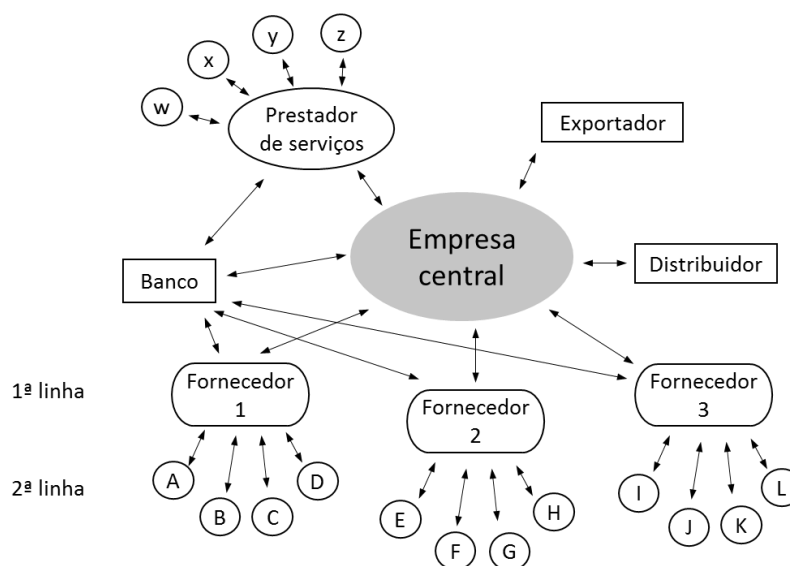 y
z
x
w
Prestador
de serviços
Exportador
Empresa
central
Distribuidor
Banco
1ª linha
Fornecedor
1
Fornecedor
2
Fornecedor
3
2ª linha
A
B
C
D
E
F
G
H
I
J
K
L